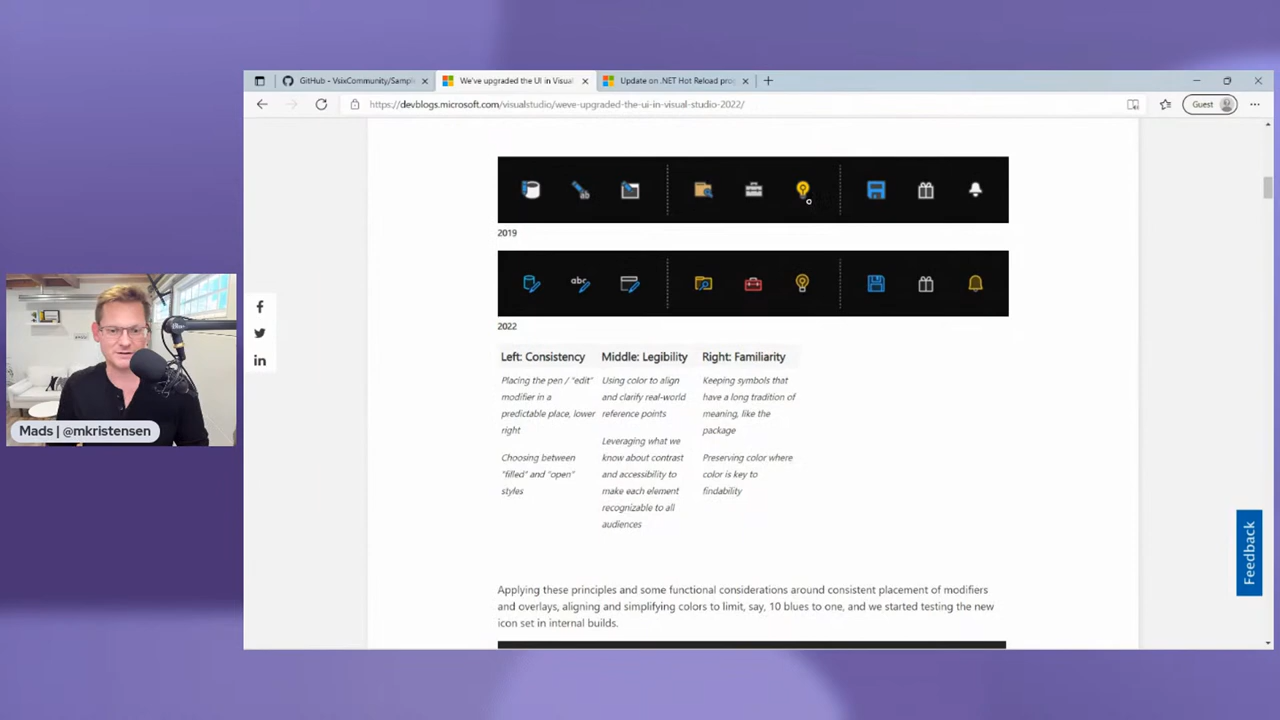 GitHub - VsixCommunity/Sampl
We've upgraded the UI in Visual
Update on .NET Hot Reload prog
https://devblogs.microsoft.com/visualstudio/weve-upgraded-the-ui-in-visual-studio-2022/
Guest
2019
abc
2022
Left: Consistency
Placing the pen / "edit"
modifier in a
predictable place, lower
right
Choosing between
"filled" and "open"
styles
Middle: Legibility
Using color to align
and clarify real-world
reference points
Leveraging what we
know about contrast
and accessibility to
make each element
recognizable to all
audiences
Right: Familiarity
Keeping symbols that
have a long tradition of
meaning, like the
package
Preserving color where
color is key to
findability
Applying these principles and some functional considerations around consistent placement of modifiers
and overlays, aligning and simplifying colors to limit, say, 10 blues to one, and we started testing the new
icon set in internal builds.
Feedback
Mads | @mkristensen